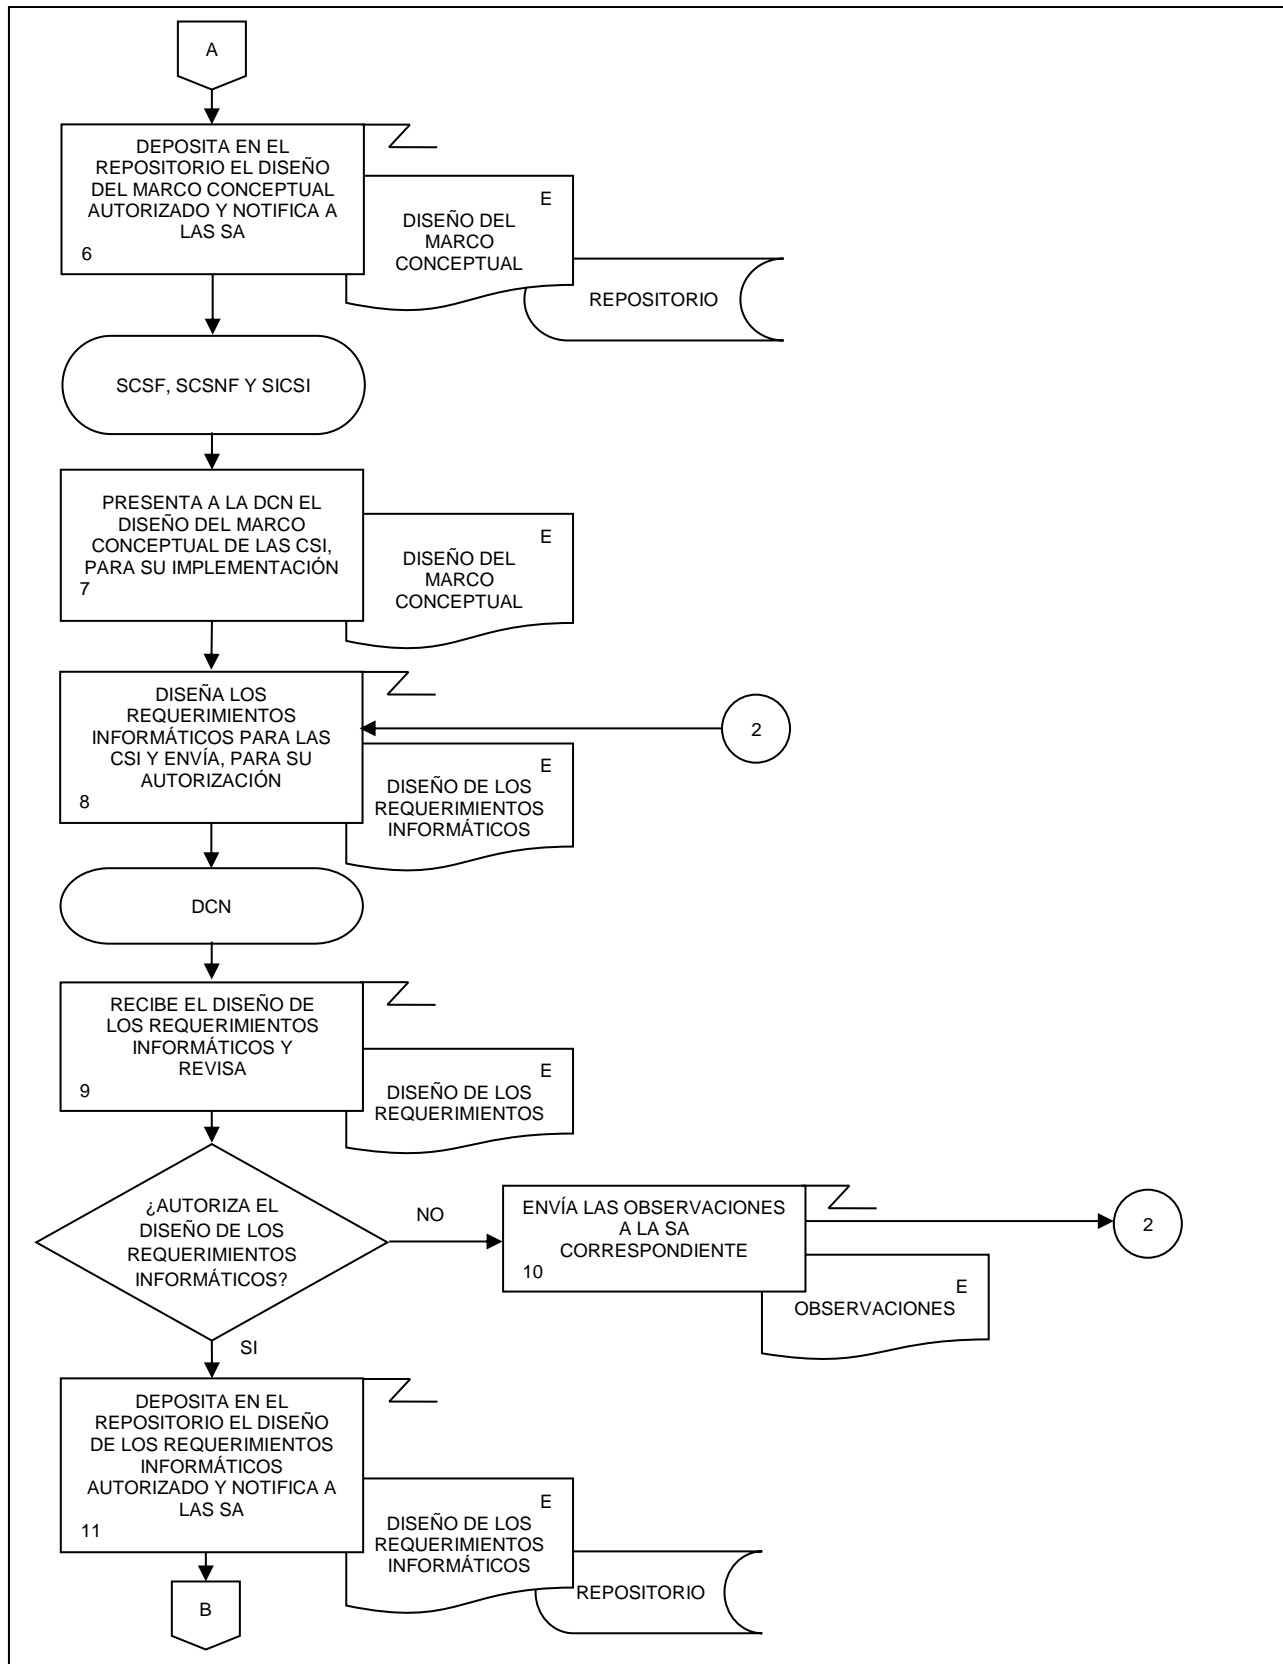 A
DEPOSITA EN EL
REPOSITORIO EL DISEÑO
DEL MARCO CONCEPTUAL
AUTORIZADO Y NOTIFICA A
LAS SA
6
E
DISEÑO DEL
MARCO
CONCEPTUAL
REPOSITORIO
SCSF, SCSNF Y SICSI
PRESENTA A LA DCN EL
DISEÑO DEL MARCO
CONCEPTUAL DE LAS CSI,
PARA SU IMPLEMENTACIÓN
7
E
DISEÑO DEL
MARCO
CONCEPTUAL
DISEÑA LOS
REQUERIMIENTOS
INFORMÁTICOS PARA LAS
CSI Y ENVÍA, PARA SU
AUTORIZACIÓN
8
2
E
DISEÑO DE LOS
REQUERIMIENTOS
INFORMÁTICOS
DCN
RECIBE EL DISEÑO DE
LOS REQUERIMIENTOS
INFORMÁTICOS Y
REVISA
9
E
DISEÑO DE LOS
REQUERIMIENTOS
¿AUTORIZA EL
DISEÑO DE LOS
REQUERIMIENTOS
INFORMÁTICOS?
NO
ENVÍA LAS OBSERVACIONES
A LA SA
CORRESPONDIENTE
10
2
E
OBSERVACIONES
SI
DEPOSITA EN EL
REPOSITORIO EL DISEÑO
DE LOS REQUERIMIENTOS
INFORMÁTICOS
AUTORIZADO Y NOTIFICA A
LAS SA
11
E
DISEÑO DE LOS
REQUERIMIENTOS
INFORMÁTICOS
REPOSITORIO
B